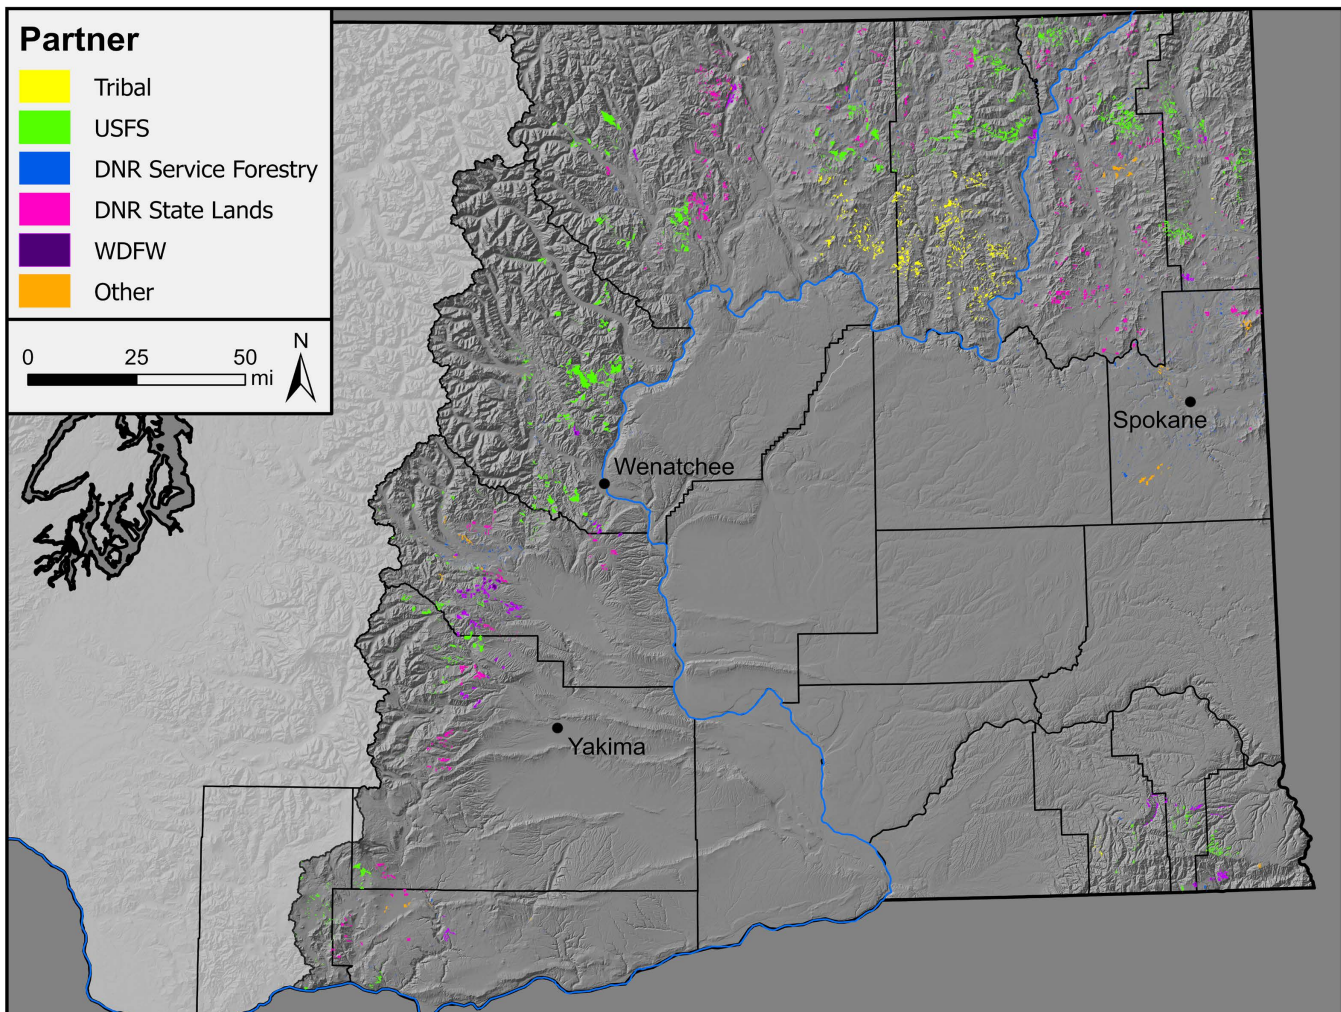 Partner
Tribal
USFS
DNR Service Forestry
DNR State Lands
WDFW
Other
0 25 50 mi
N
Spokane
Wenatchee
Yakima